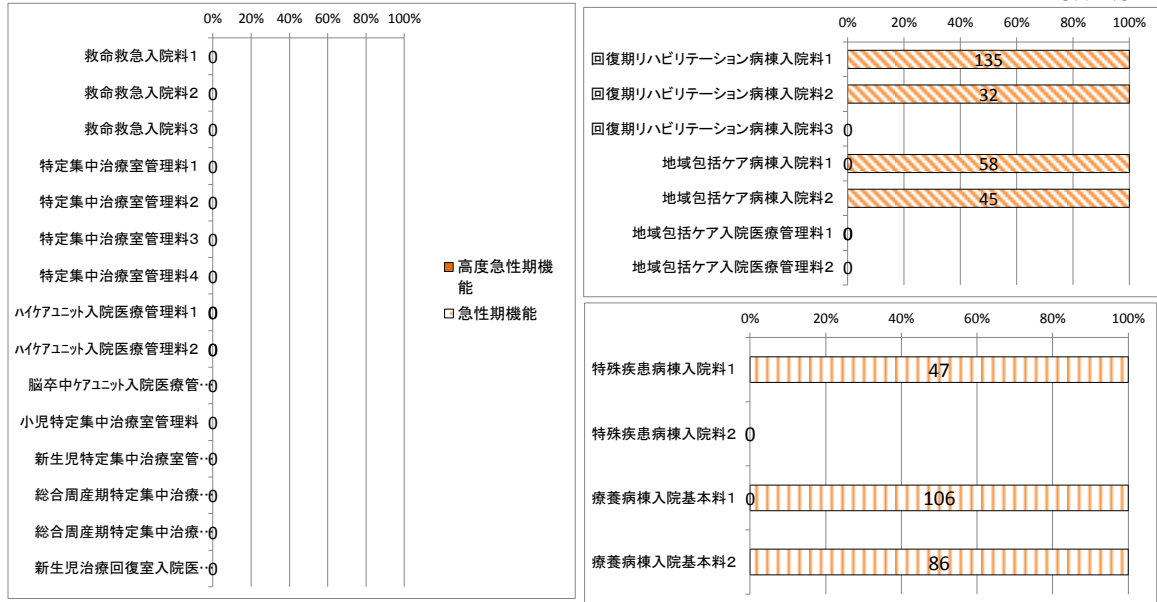 0% 20% 40% 60% 80% 100%
救命救急入院料1 0
救命救急入院料2 0
救命救急入院料3 0
特定集中治療室管理料1 0
特定集中治療室管理料2 0
特定集中治療室管理料3 0
特定集中治療室管理料4 0
ﾊｲｹｱﾕﾆｯﾄ入院医療管理料1 0
ﾊｲｹｱﾕﾆｯﾄ入院医療管理料2 0
脳卒中ｹｱﾕﾆｯﾄ入院医療管… 0
小児特定集中治療室管理料 0
新生児特定集中治療室管… 0
総合周産期特定集中治療… 0
総合周産期特定集中治療… 0
新生児治療回復室入院医… 0
高度急性期機
能
急性期機能
0% 20% 40% 60% 80% 100%
回復期リハビリテーション病棟入院料1 135
回復期リハビリテーション病棟入院料2 32
回復期リハビリテーション病棟入院料3 0
地域包括ケア病棟入院料1 0 58
地域包括ケア病棟入院料2 45
地域包括ケア入院医療管理料1 0
地域包括ケア入院医療管理料2 0
0% 20% 40% 60% 80% 100%
特殊疾患病棟入院料1 47
特殊疾患病棟入院料2 0
療養病棟入院基本料1 0 106
療養病棟入院基本料2 86